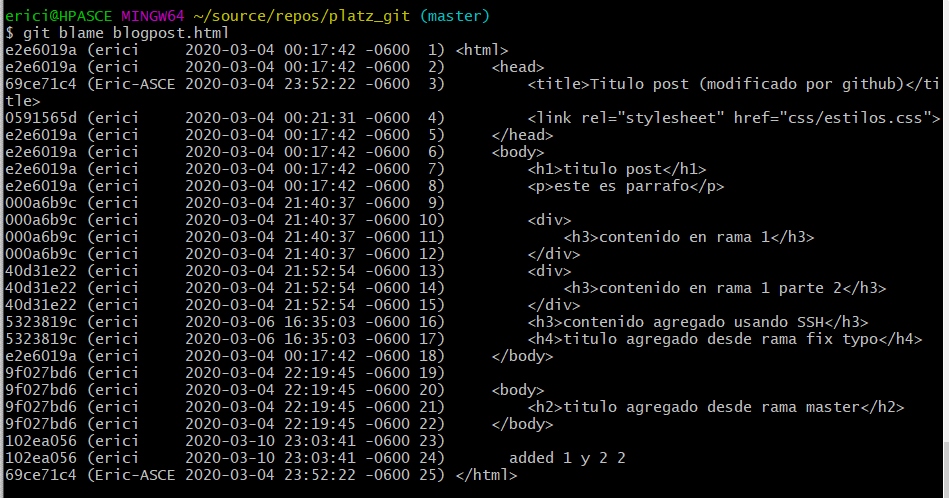 erici@HPASCE MINGW64 ~/source/repos/platz_git (master)
$ git blame blogpost.html
e2e6019a (erici     2020-03-04 00:17:42 -0600  1) <html>
e2e6019a (erici     2020-03-04 00:17:42 -0600  2)     <head>
69ce71c4 (Eric-ASCE 2020-03-04 23:52:22 -0600  3)         <title>Titulo post (modificado por github)</ti
tle>
0591565d (erici     2020-03-04 00:21:31 -0600  4)         <link rel="stylesheet" href="css/estilos.css">
e2e6019a (erici     2020-03-04 00:17:42 -0600  5)     </head>
e2e6019a (erici     2020-03-04 00:17:42 -0600  6)     <body>
e2e6019a (erici     2020-03-04 00:17:42 -0600  7)         <h1>titulo post</h1>
e2e6019a (erici     2020-03-04 00:17:42 -0600  8)         <p>este es parrafo</p>
000a6b9c (erici     2020-03-04 21:40:37 -0600  9)
000a6b9c (erici     2020-03-04 21:40:37 -0600 10)         <div>
000a6b9c (erici     2020-03-04 21:40:37 -0600 11)             <h3>contenido en rama 1</h3>
000a6b9c (erici     2020-03-04 21:40:37 -0600 12)         </div>
40d31e22 (erici     2020-03-04 21:52:54 -0600 13)         <div>
40d31e22 (erici     2020-03-04 21:52:54 -0600 14)             <h3>contenido en rama 1 parte 2</h3>
40d31e22 (erici     2020-03-04 21:52:54 -0600 15)         </div>
5323819c (erici     2020-03-06 16:35:03 -0600 16)         <h3>contenido agregado usando SSH</h3>
5323819c (erici     2020-03-06 16:35:03 -0600 17)         <h4>titulo agregado desde rama fix typo</h4>
e2e6019a (erici     2020-03-04 00:17:42 -0600 18)     </body>
9f027bd6 (erici     2020-03-04 22:19:45 -0600 19)
9f027bd6 (erici     2020-03-04 22:19:45 -0600 20)     <body>
9f027bd6 (erici     2020-03-04 22:19:45 -0600 21)         <h2>titulo agregado desde rama master</h2>
9f027bd6 (erici     2020-03-04 22:19:45 -0600 22)     </body>
102ea056 (erici     2020-03-10 23:03:41 -0600 23)
102ea056 (erici     2020-03-10 23:03:41 -0600 24)       added 1 y 2 2
69ce71c4 (Eric-ASCE 2020-03-04 23:52:22 -0600 25) </html>